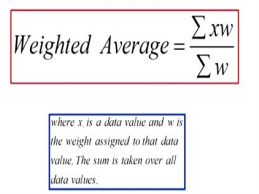 Weighted Average = ∑xw / ∑w
where x is a data value and w is
the weight assigned to that data
value. The sum is taken over all
data values.